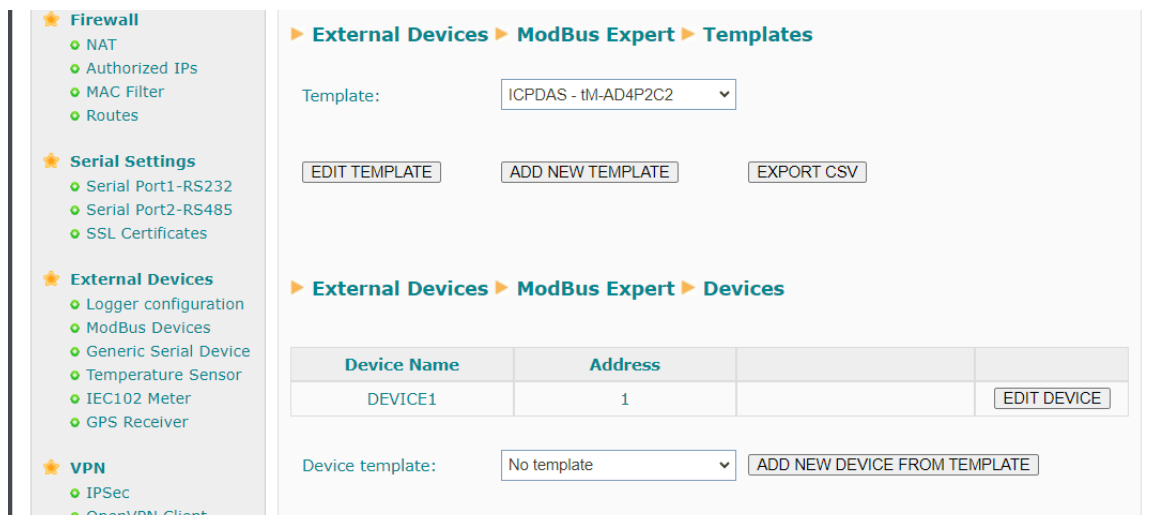 Firewall
NAT
Authorized IPs
MAC Filter
Routes
Serial Settings
Serial Port1-RS232
Serial Port2-RS485
SSL Certificates
External Devices
Logger configuration
ModBus Devices
Generic Serial Device
Temperature Sensor
IEC102 Meter
GPS Receiver
VPN
IPSec
OpenVPN Client
External Devices ModBus Expert Templates
Template: ICPDAS - tM-AD4P2C2
EDIT TEMPLATE ADD NEW TEMPLATE EXPORT CSV
External Devices ModBus Expert Devices
Device Name Address
DEVICE1 1 EDIT DEVICE
Device template: No template ADD NEW DEVICE FROM TEMPLATE